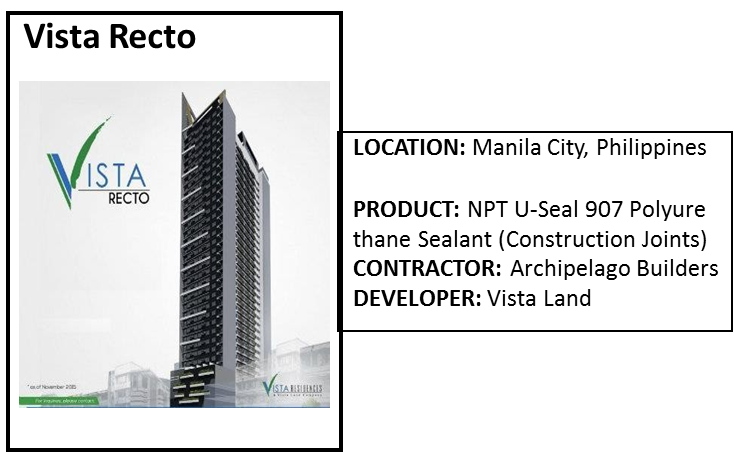 Vista Recto
VISTA
RECTO
* as of November 2015
For inquiries, please contact:
VISTA RESIDENCES
A Vista Land Company
LOCATION: Manila City, Philippines
PRODUCT: NPT U-Seal 907 Polyure
thane Sealant (Construction Joints)
CONTRACTOR: Archipelago Builders
DEVELOPER: Vista Land